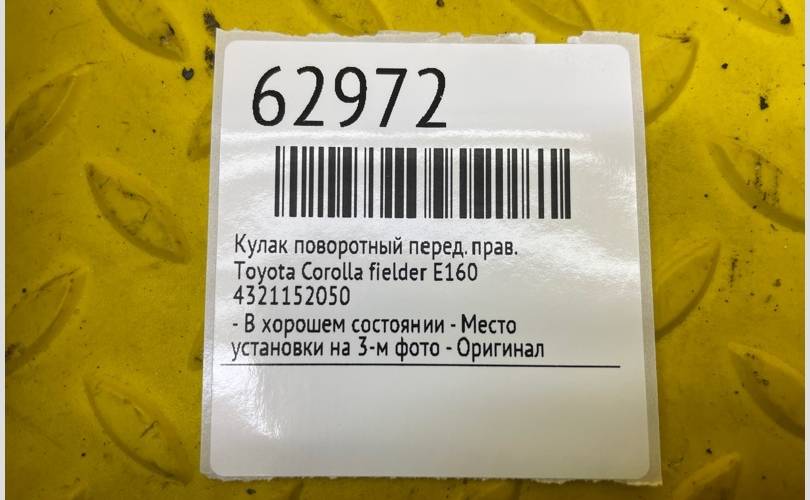 62972
Кулак поворотный перед. прав.
Toyota Corolla fielder E160
4321152050
- В хорошем состоянии - Место
установки на 3-м фото - Оригинал